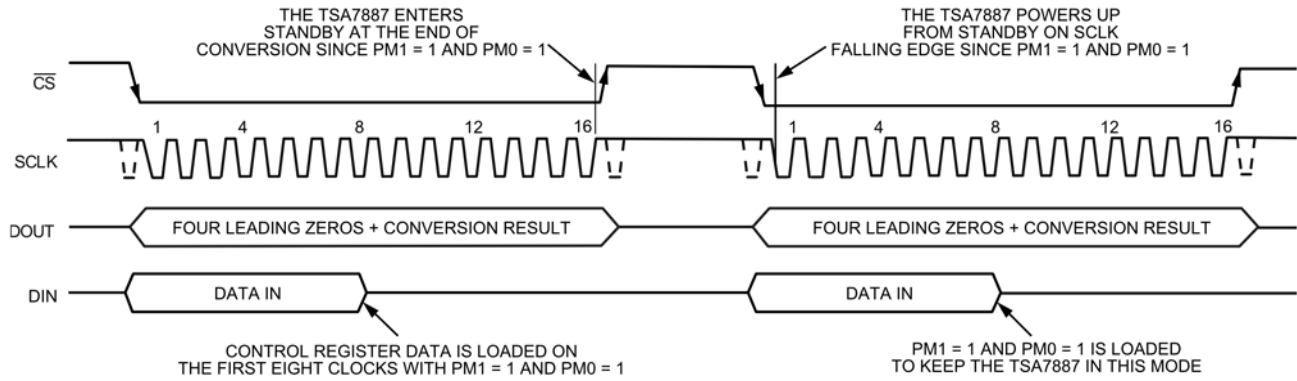 THE TSA7887 ENTERS
STANDBY AT THE END OF
CONVERSION SINCE PM1 = 1 AND PM0 = 1
THE TSA7887 POWERS UP
FROM STANDBY ON SCLK
FALLING EDGE SINCE PM1 = 1 AND PM0 = 1
CS
1 4 8 12 16 1 4 8 12 16
SCLK
DOUT FOUR LEADING ZEROS + CONVERSION RESULT FOUR LEADING ZEROS + CONVERSION RESULT
DIN DATA IN DATA IN
CONTROL REGISTER DATA IS LOADED ON
THE FIRST EIGHT CLOCKS WITH PM1 = 1 AND PM0 = 1
PM1 = 1 AND PM0 = 1 IS LOADED
TO KEEP THE TSA7887 IN THIS MODE